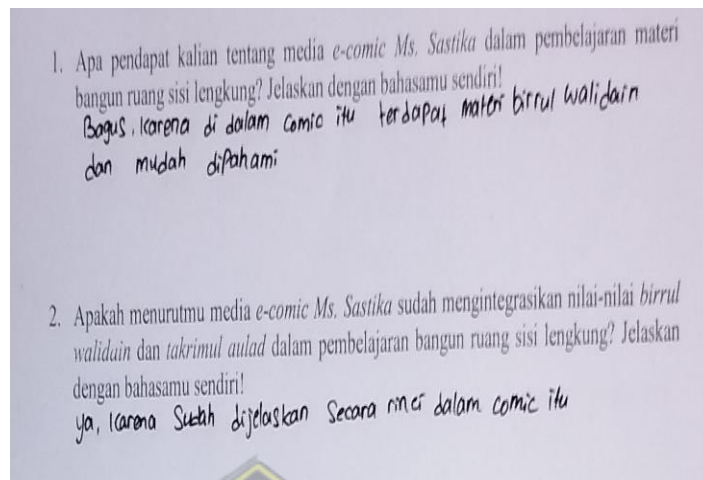 1. Apa pendapat kalian tentang media e-comic Ms. Sastika dalam pembelajaran materi
bangun ruang sisi lengkung? Jelaskan dengan bahasamu sendiri!
Bagus, karena di dalam comic itu terdapat materi birrul walidain
dan mudah dipahami
2. Apakah menurutmu media e-comic Ms. Sastika sudah mengintegrasikan nilai-nilai birrul
walidain dan takrimul aulad dalam pembelajaran bangun ruang sisi lengkung? Jelaskan
dengan bahasamu sendiri!
ya, karena sudah dijelaskan secara rinci dalam comic itu